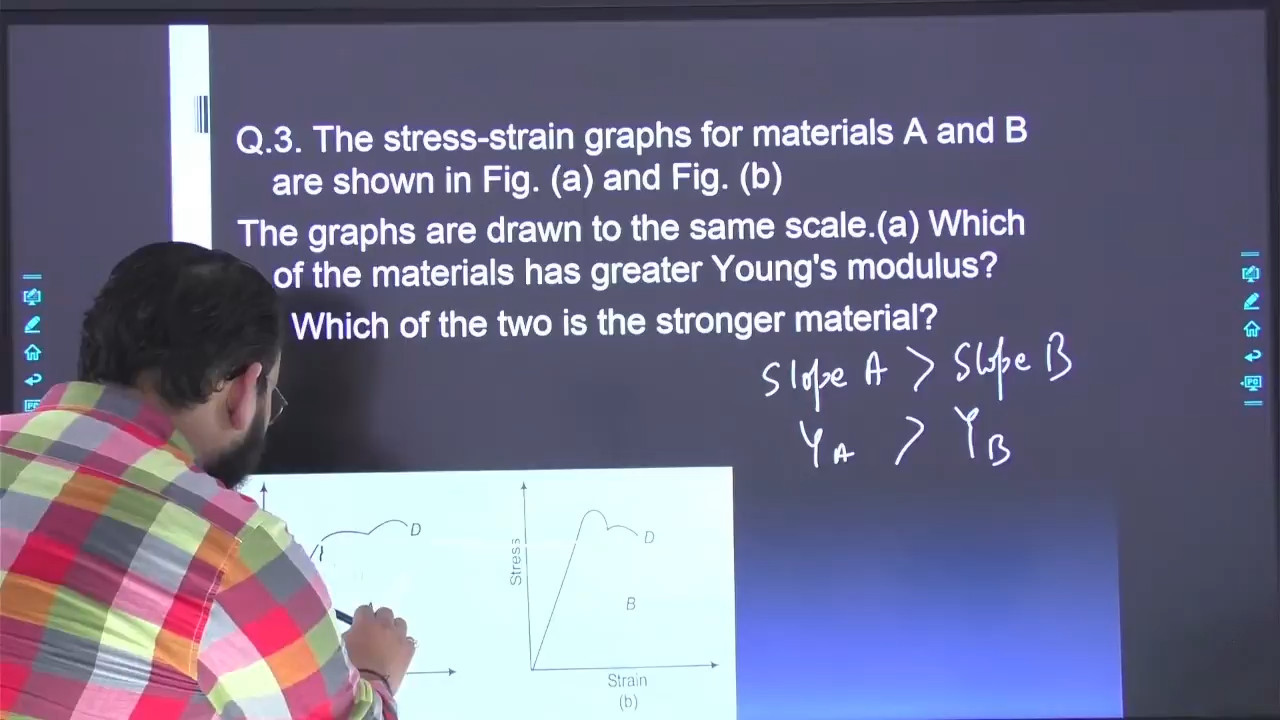 Q.3. The stress-strain graphs for materials A and B
are shown in Fig. (a) and Fig. (b)
The graphs are drawn to the same scale.(a) Which
of the materials has greater Young's modulus?
Which of the two is the stronger material?
Slope A > Slope B
Y A > Y B
D
Stress
D
B
Strain
(b)